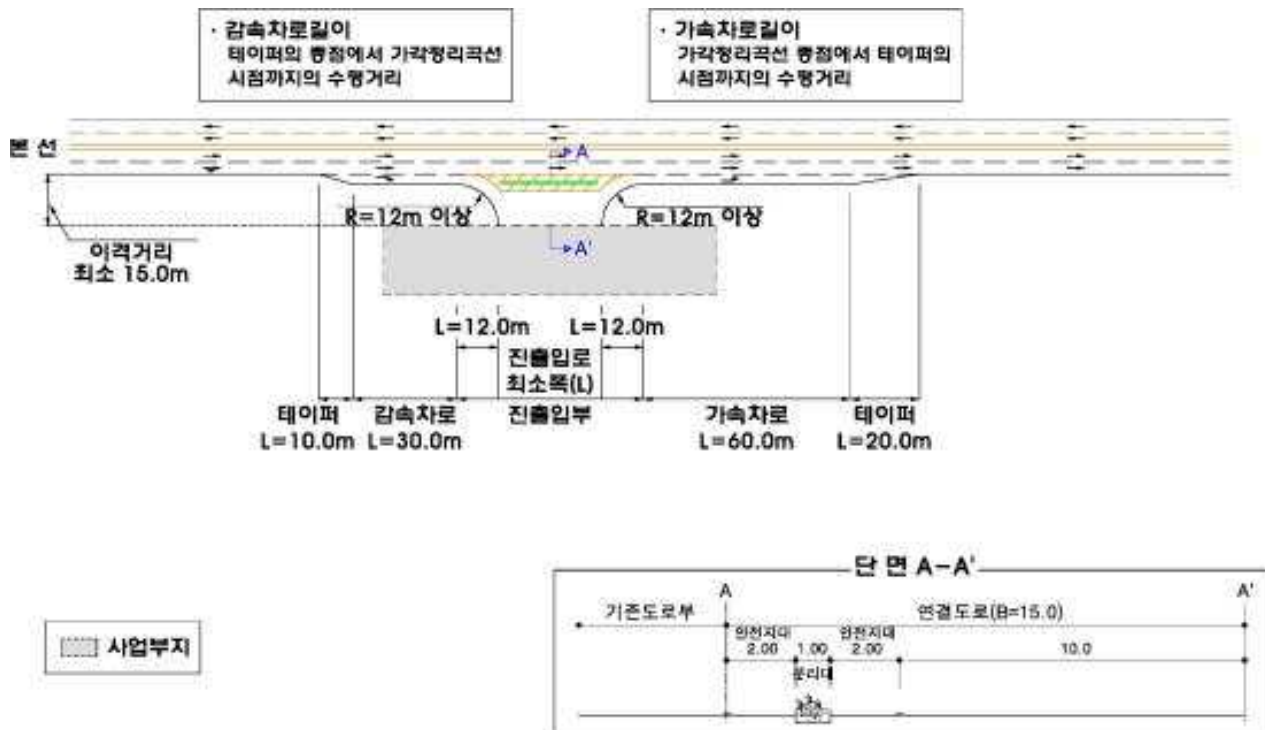 · 감속차로길이
테이퍼의 종점에서 가각정리곡선
시점까지의 수평거리
· 가속차로길이
가각정리곡선 종점에서 테이퍼의
시점까지의 수평거리
본 선
A
R=12m 이상
R=12m 이상
A'
이격거리
최소 15.0m
L=12.0m
L=12.0m
진출입로
최소폭(L)
테이퍼
L=10.0m
감속차로
L=30.0m
진출입부
가속차로
L=60.0m
테이퍼
L=20.0m
단 면 A-A'
A
A'
기존도로부
연결도로(B=15.0)
안전지대
2.00
1.00
안전지대
2.00
10.0
분리대
사업부지